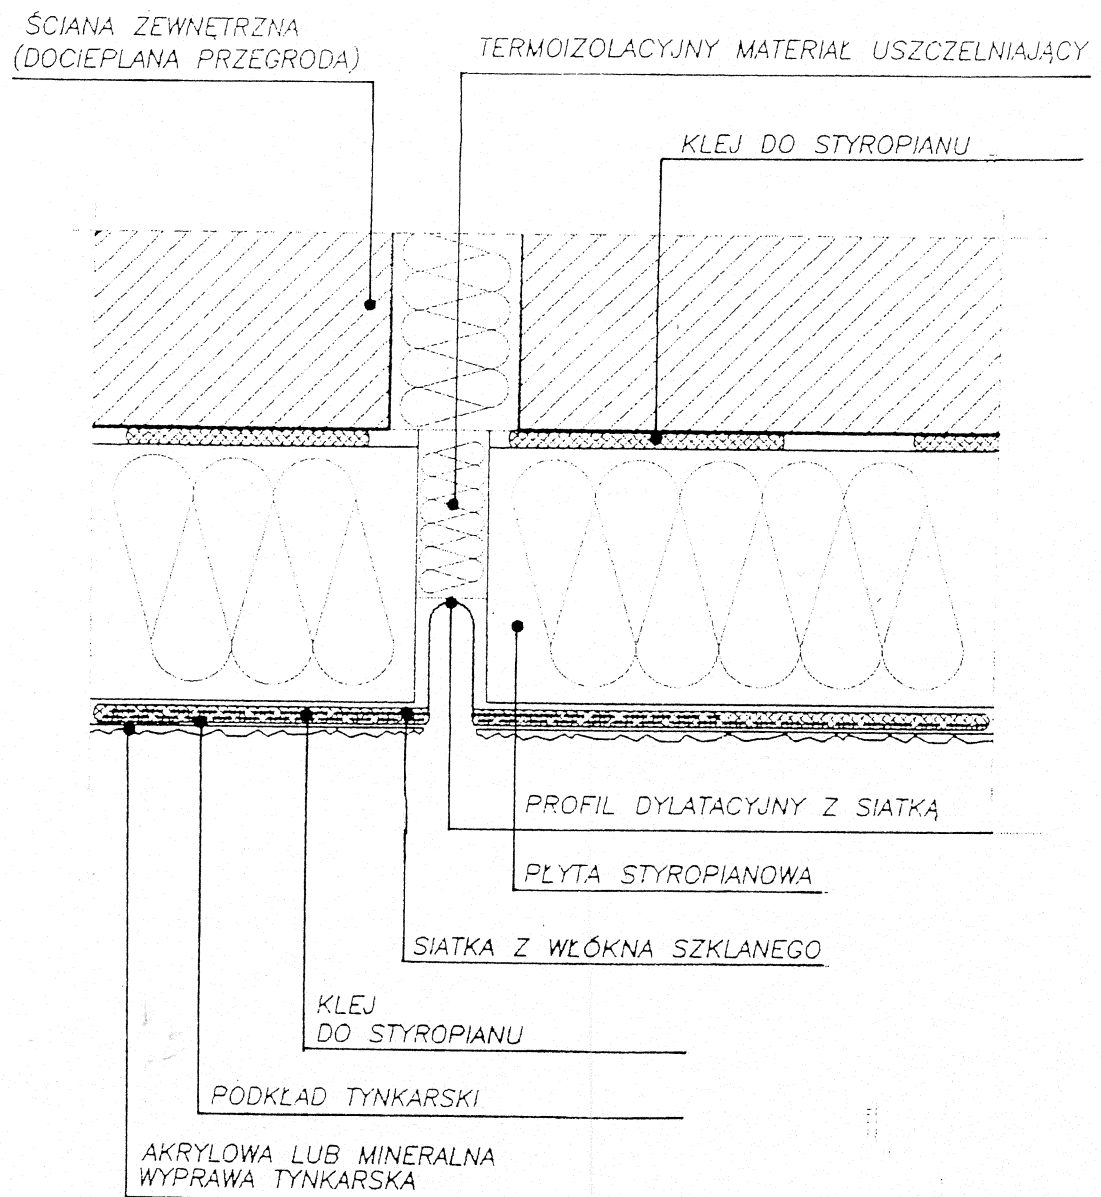 ŚCIANA ZEWNĘTRZNA
(DOCIEPLANA PRZEGRODA)
TERMOIZOLACYJNY MATERIAŁ USZCZELNIAJĄCY
KLEJ DO STYROPIANU
PROFIL DYLATACYJNY Z SIATKĄ
PŁYTA STYROPIANOWA
SIATKA Z WŁÓKNA SZKLANEGO
KLEJ
DO STYROPIANU
PODKŁAD TYNKARSKI
AKRYLOWA LUB MINERALNA
WYPRAWA TYNKARSKA